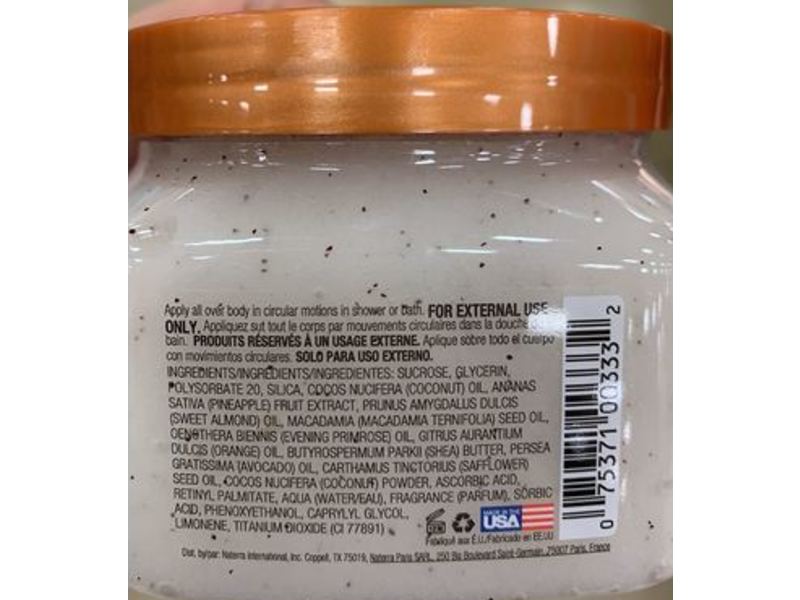 Apply all over body in circular motions in shower or bath. FOR EXTERNAL USE
ONLY. Appliquez sut tout le corps par mouvements circulaires dans la douche
bain. PRODUITS RÉSERVÉS À UN USAGE EXTERNE. Aplique sobre todo el cuerpo
con movimientos circulares. SOLO PARA USO EXTERNO.
INGREDIENTS/INGREDIENTS/INGREDIENTES: SUCROSE, GLYCERIN,
POLYSORBATE 20, SILICA, COCOS NUCIFERA (COCONUT) OIL, ANANAS
SATIVA (PINEAPPLE) FRUIT EXTRACT, PRUNUS AMYGDALUS DULCIS
(SWEET ALMOND) OIL, MACADAMIA (MACADAMIA TERNIFOLIA) SEED OIL,
OENOTHERA BIENNIS (EVENING PRIMROSE) OIL, CITRUS AURANTIUM
DULCIS (ORANGE) OIL, BUTYROSPERMUM PARKII (SHEA) BUTTER, PERSEA
GRATISSIMA (AVOCADO) OIL, CARTHAMUS TINCTORIUS (SAFFLOWER)
SEED OIL, COCOS NUCIFERA (COCONUT) POWDER, ASCORBIC ACID,
RETINYL PALMITATE, AQUA (WATER/EAU), FRAGRANCE (PARFUM), SORBIC
ACID, PHENOXYETHANOL, CAPRYLYL GLYCOL,
LIMONENE, TITANIUM DIOXIDE (CI 77891)
MADE IN THE
USA
Fabriqué aux É.U./Fabricado en EE.UU
Dist. by/par: Naterra International, Inc. Coppell, TX 75019, Naterra Paris SARL, 250 Bis Boulevard Saint-Germain, 75007 Paris, France
0 75371 00333 2